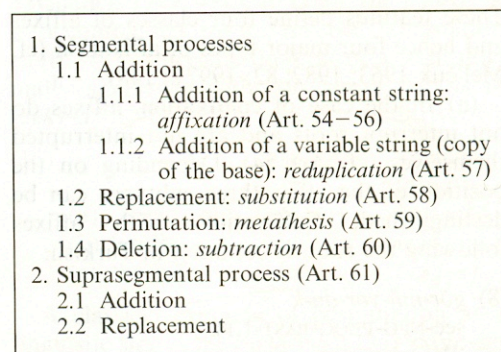 1. Segmental processes
1.1 Addition
1.1.1 Addition of a constant string:
affixation (Art. 54–56)
1.1.2 Addition of a variable string (copy
of the base): reduplication (Art. 57)
1.2 Replacement: substitution (Art. 58)
1.3 Permutation: metathesis (Art. 59)
1.4 Deletion: subtraction (Art. 60)
2. Suprasegmental process (Art. 61)
2.1 Addition
2.2 Replacement